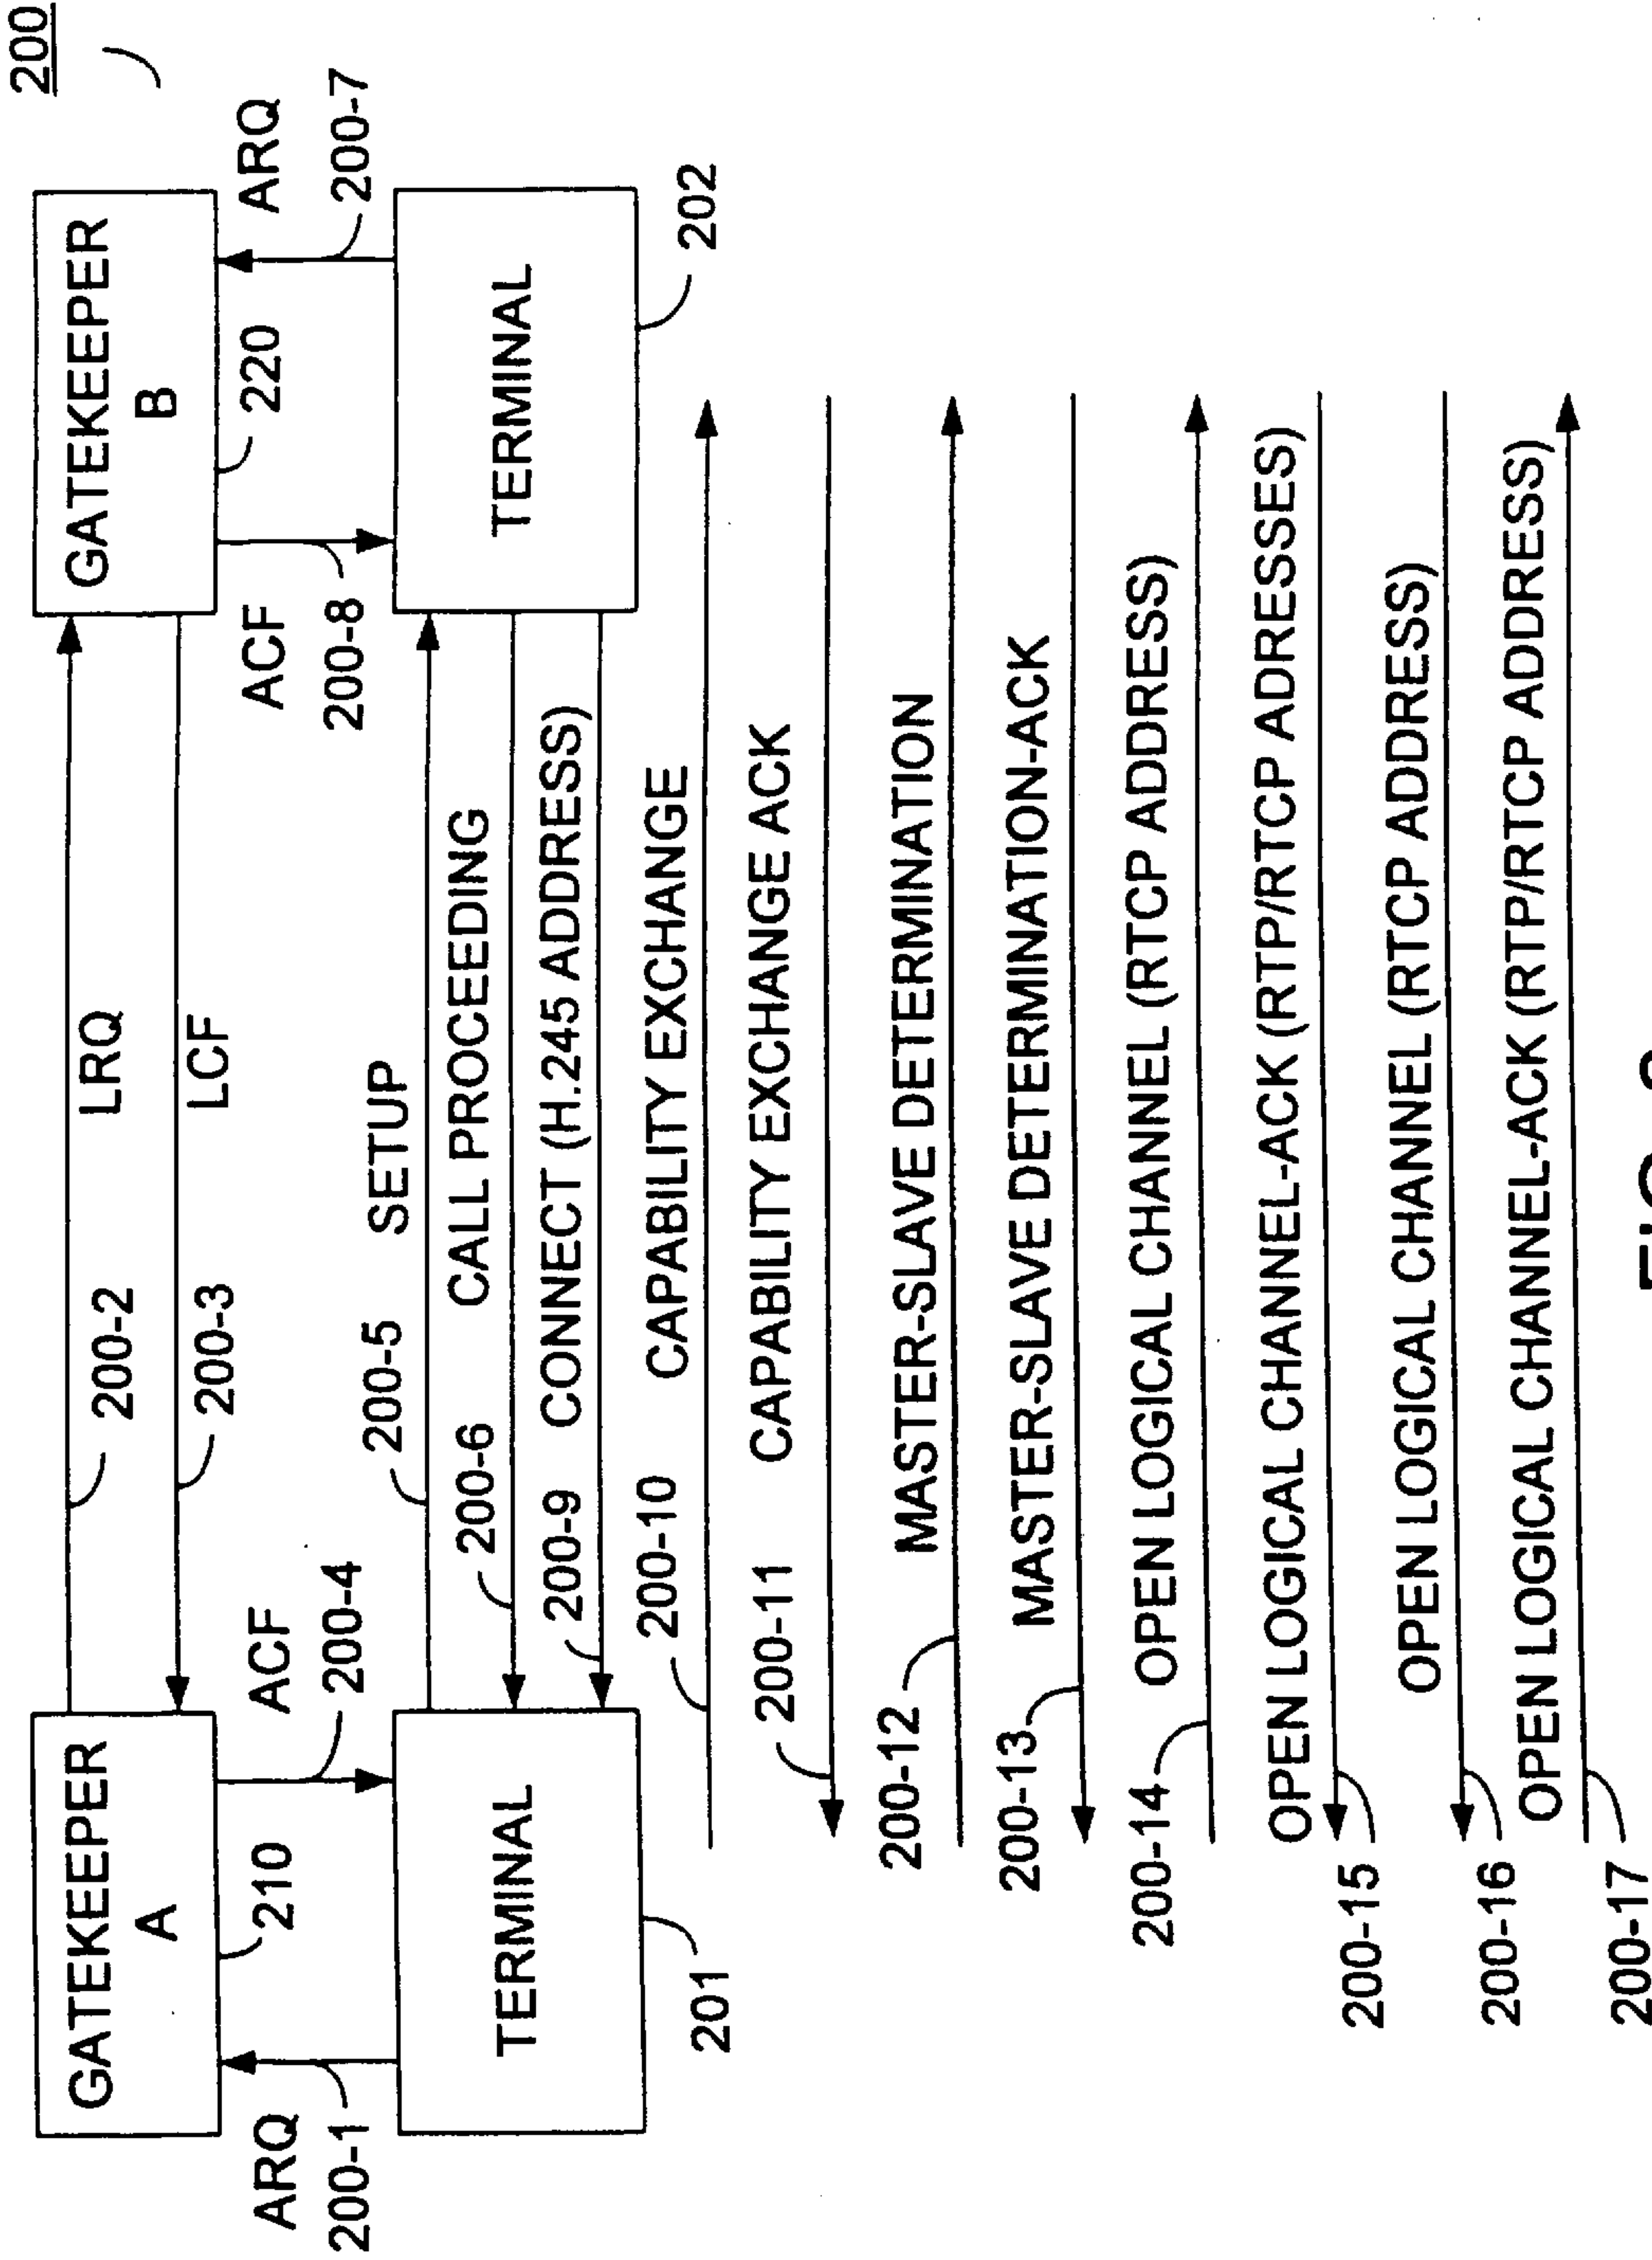 200
GATEKEEPER
A
210
GATEKEEPER
B
220
LRQ
200-2
LCF
200-3
ARQ
200-1
ACF
200-4
ACF
200-8
ARQ
200-7
TERMINAL
201
TERMINAL
202
200-5
SETUP
200-6
CALL PROCEEDING
200-9
CONNECT (H.245 ADDRESS)
200-10
CAPABILITY EXCHANGE
200-11
CAPABILITY EXCHANGE ACK
200-12
MASTER-SLAVE DETERMINATION
200-13
MASTER-SLAVE DETERMINATION-ACK
200-14
OPEN LOGICAL CHANNEL (RTCP ADDRESS)
OPEN LOGICAL CHANNEL-ACK (RTP/RTCP ADRESSES)
200-15
OPEN LOGICAL CHANNEL (RTCP ADDRESS)
200-16
OPEN LOGICAL CHANNEL-ACK (RTP/RTCP ADDRESS)
200-17